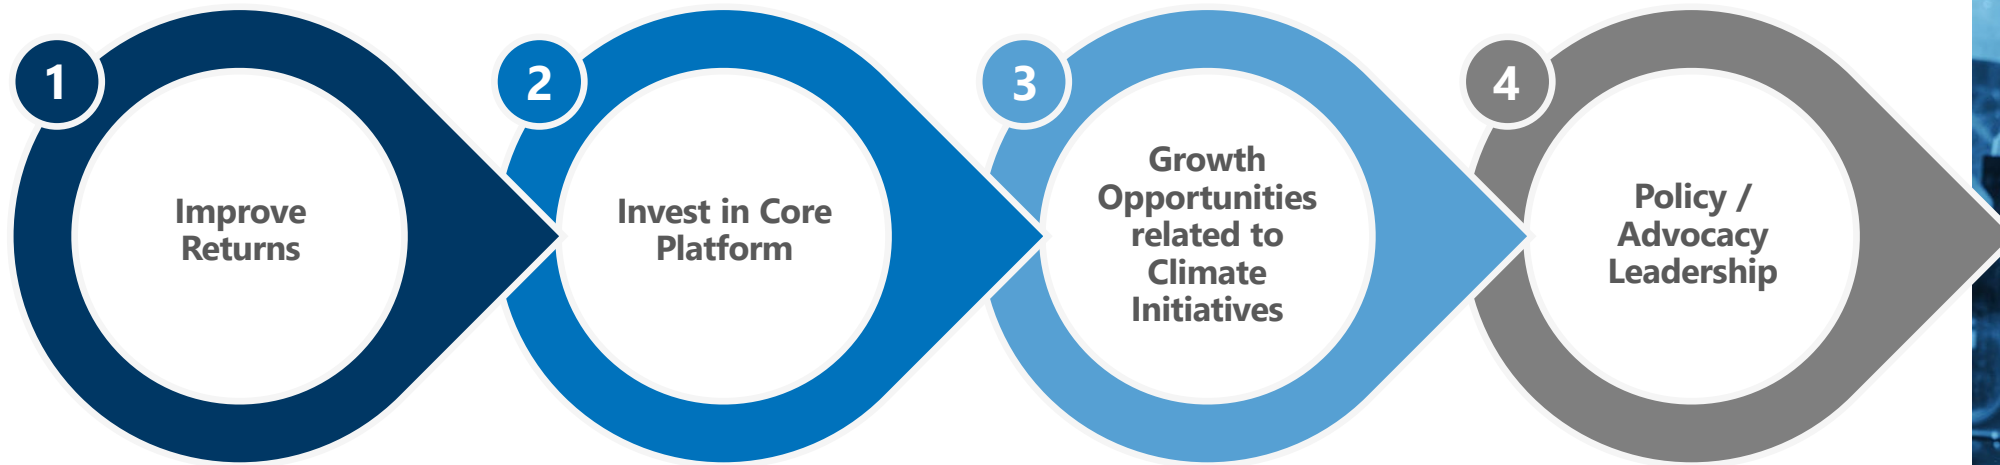 1
Improve
Returns
2
Invest in Core
Platform
3
Growth
Opportunities
related to
Climate
Initiatives
4
Policy /
Advocacy
Leadership